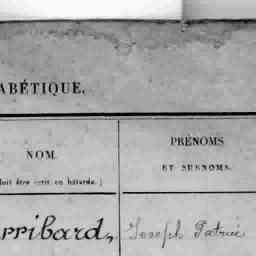 ABÉTIQUE.
NOM.
PRÉNOMS
ET SURNOMS.
doit être écrit en bâtarde.)
rribard, Joseph Patrice